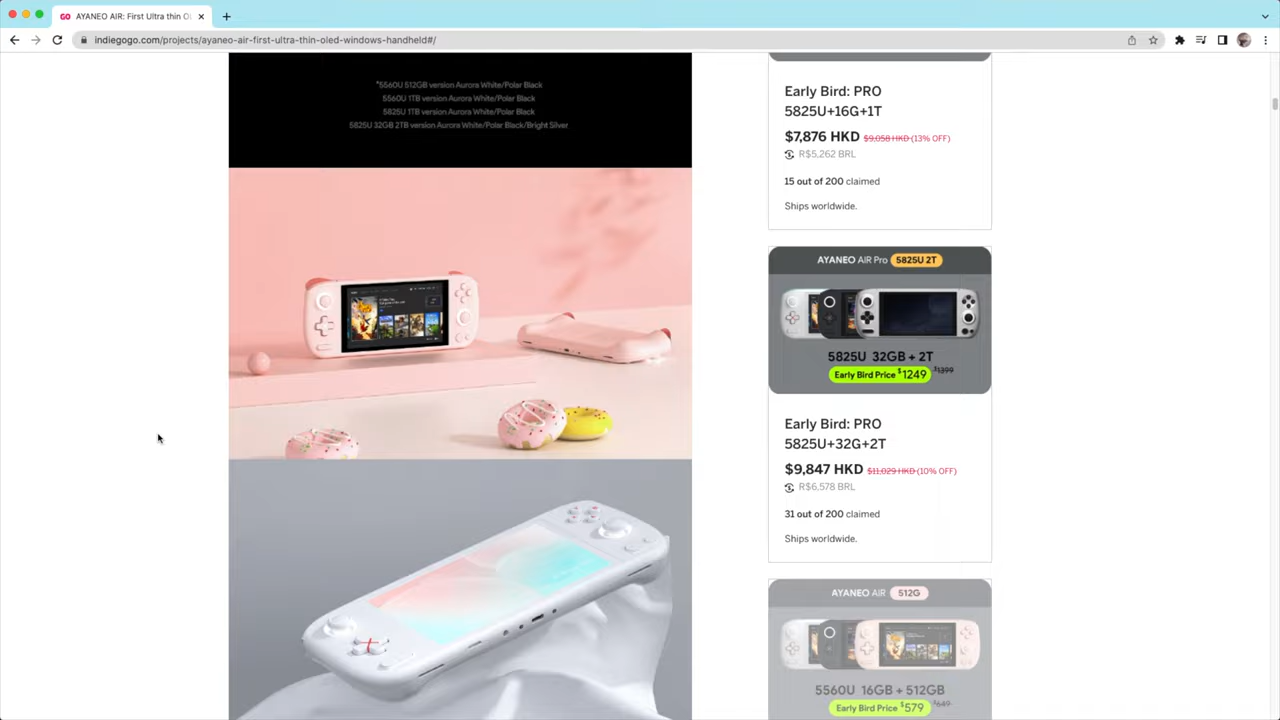 AYANEO AIR: First Ultra thin OL
indiegogo.com/projects/ayaneo-air-first-ultra-thin-oled-windows-handheld#/
*5560U 512GB version Aurora White/Polar Black
5560U 1TB version Aurora White/Polar Black
5825U 1TB version Aurora White/Polar Black
5825U 32GB 2TB version Aurora White/Polar Black/Bright Silver
Early Bird: PRO
5825U+16G+1T
$7,876 HKD $9,058 HKD (13% OFF)
R$5,262 BRL
15 out of 200 claimed
Ships worldwide.
AYANEO AIR Pro 5825U 2T
5825U 32GB + 2T
Early Bird Price $1249 $1399
Early Bird: PRO
5825U+32G+2T
$9,847 HKD $11,029 HKD (10% OFF)
R$6,578 BRL
31 out of 200 claimed
Ships worldwide.
AYANEO AIR 512G
5560U 16GB + 512GB
Early Bird Price $579 $649